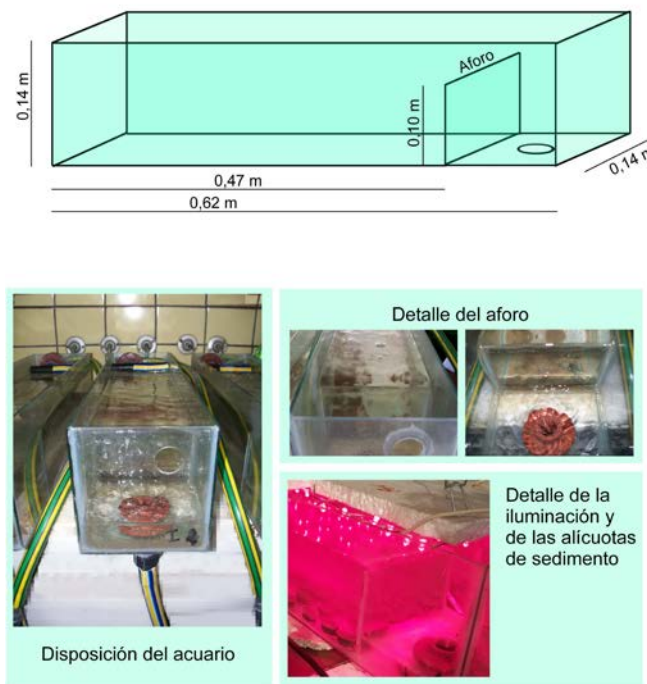 Aforo
0,14 m
0,10 m
0,14 m
0,47 m
0,62 m
Detalle del aforo
Detalle de la
iluminación y
de las alícuotas
de sedimento
Disposición del acuario